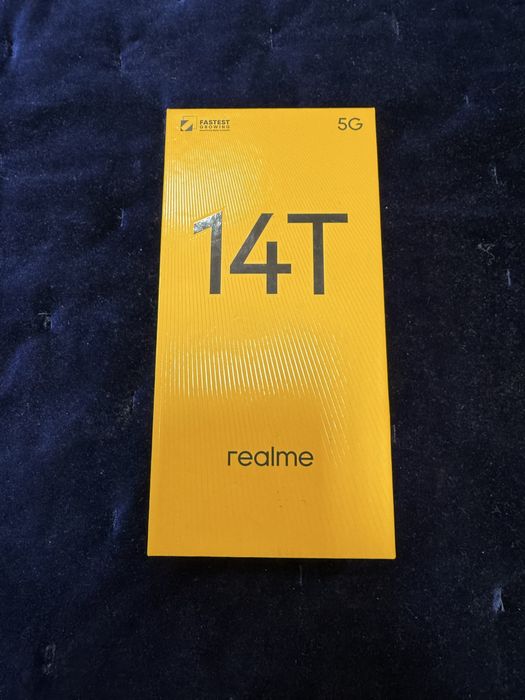 FASTEST
GROWING
5G
14T
realme